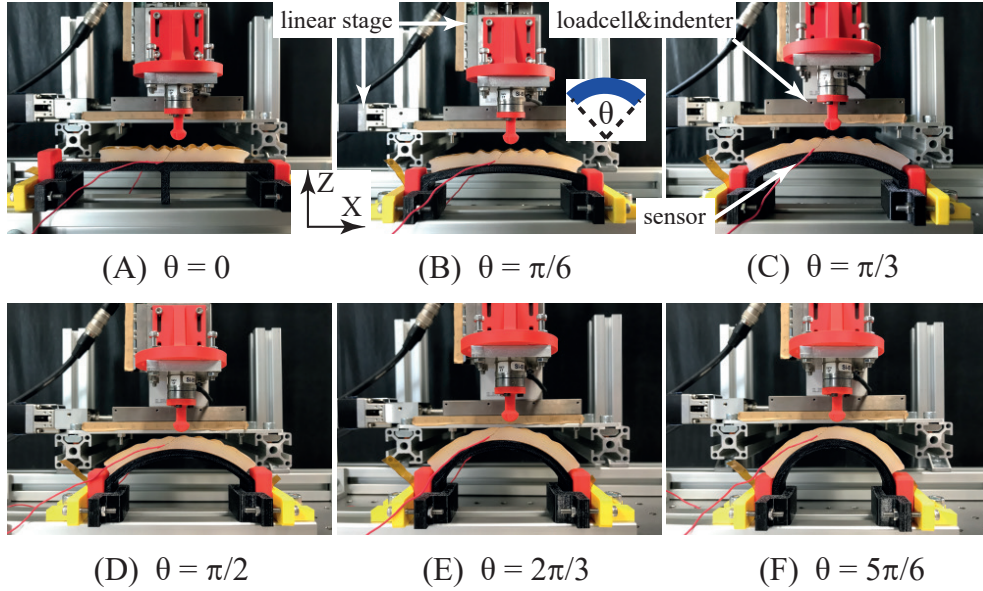 linear stage
loadcell&indenter
θ
Z
X
sensor
(A) θ = 0
(B) θ = π/6
(C) θ = π/3
(D) θ = π/2
(E) θ = 2π/3
(F) θ = 5π/6